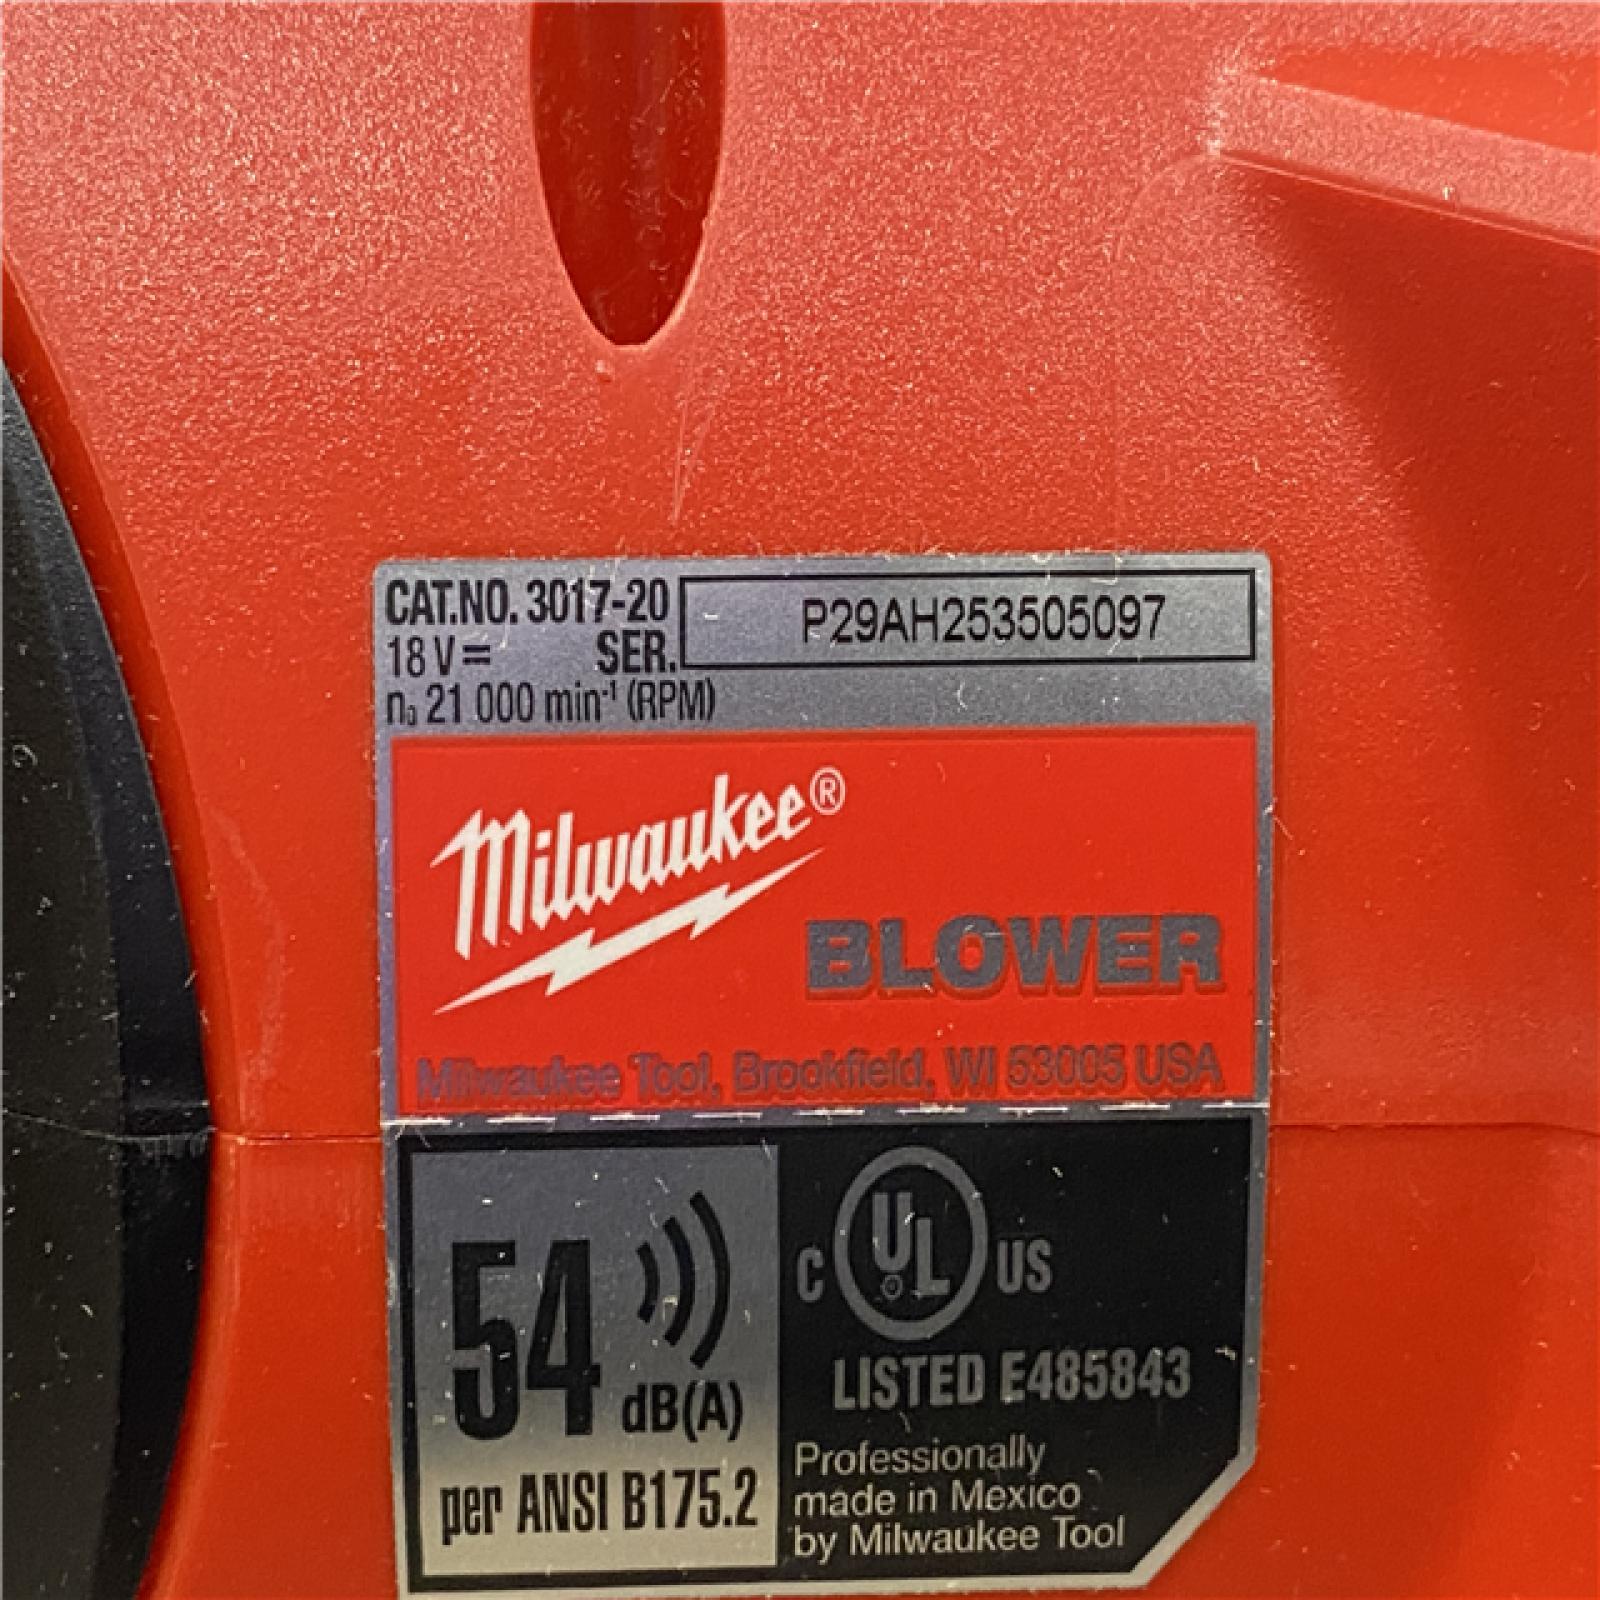 CAT.NO. 3017-20
18 V⎓ SER. P29AH253505097
n₀ 21 000 min⁻¹ (RPM)
Milwaukee®
BLOWER
Milwaukee Tool, Brookfield, WI 53005 USA
54
dB(A)
per ANSI B175.2
C UL US
LISTED E485843
Professionally
made in Mexico
by Milwaukee Tool